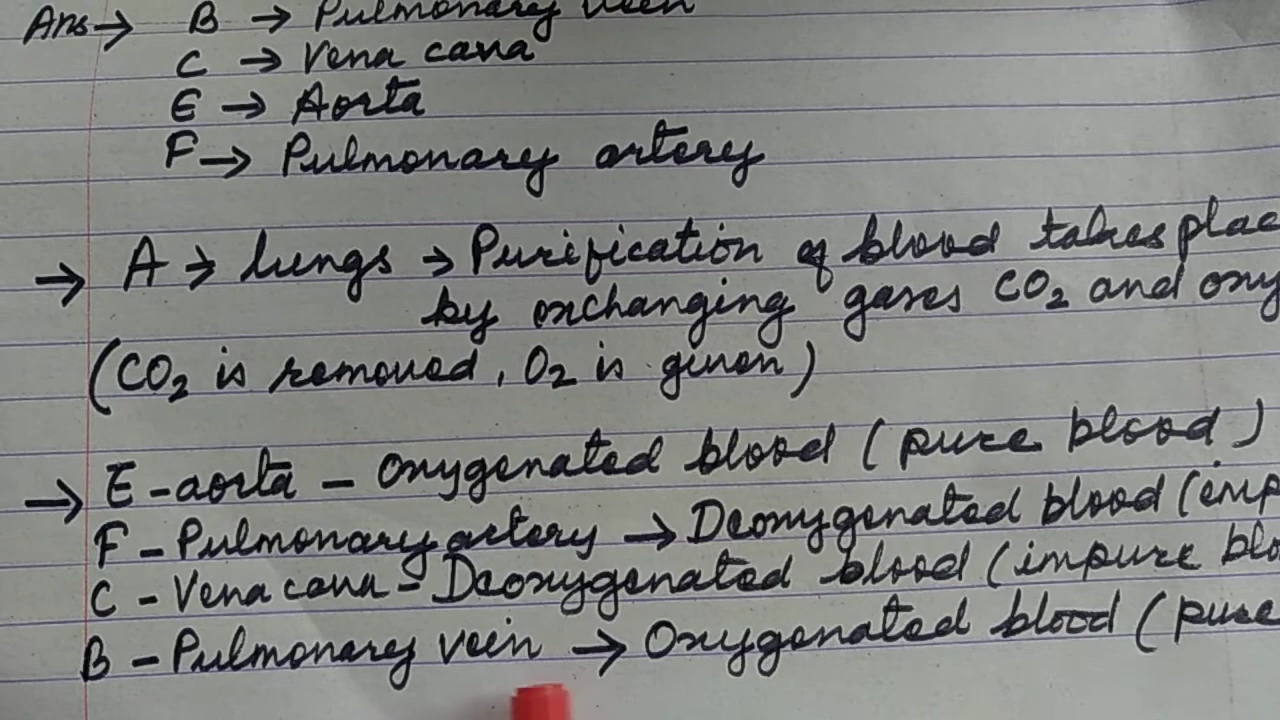 Ans → B → Pulmonary vein
C → Vena cava
E → Aorta
F → Pulmonary artery
→ A → lungs → Purification of blood takes plac
by exchanging gases CO2 and oxy
(CO2 is removed, O2 is given)
→ E - aorta - Oxygenated blood (pure blood)
F - Pulmonary artery → Deoxygenated blood (imp
C - Vena cava - Deoxygenated blood (impure blo
B - Pulmonary vein → Oxygenated blood (pure